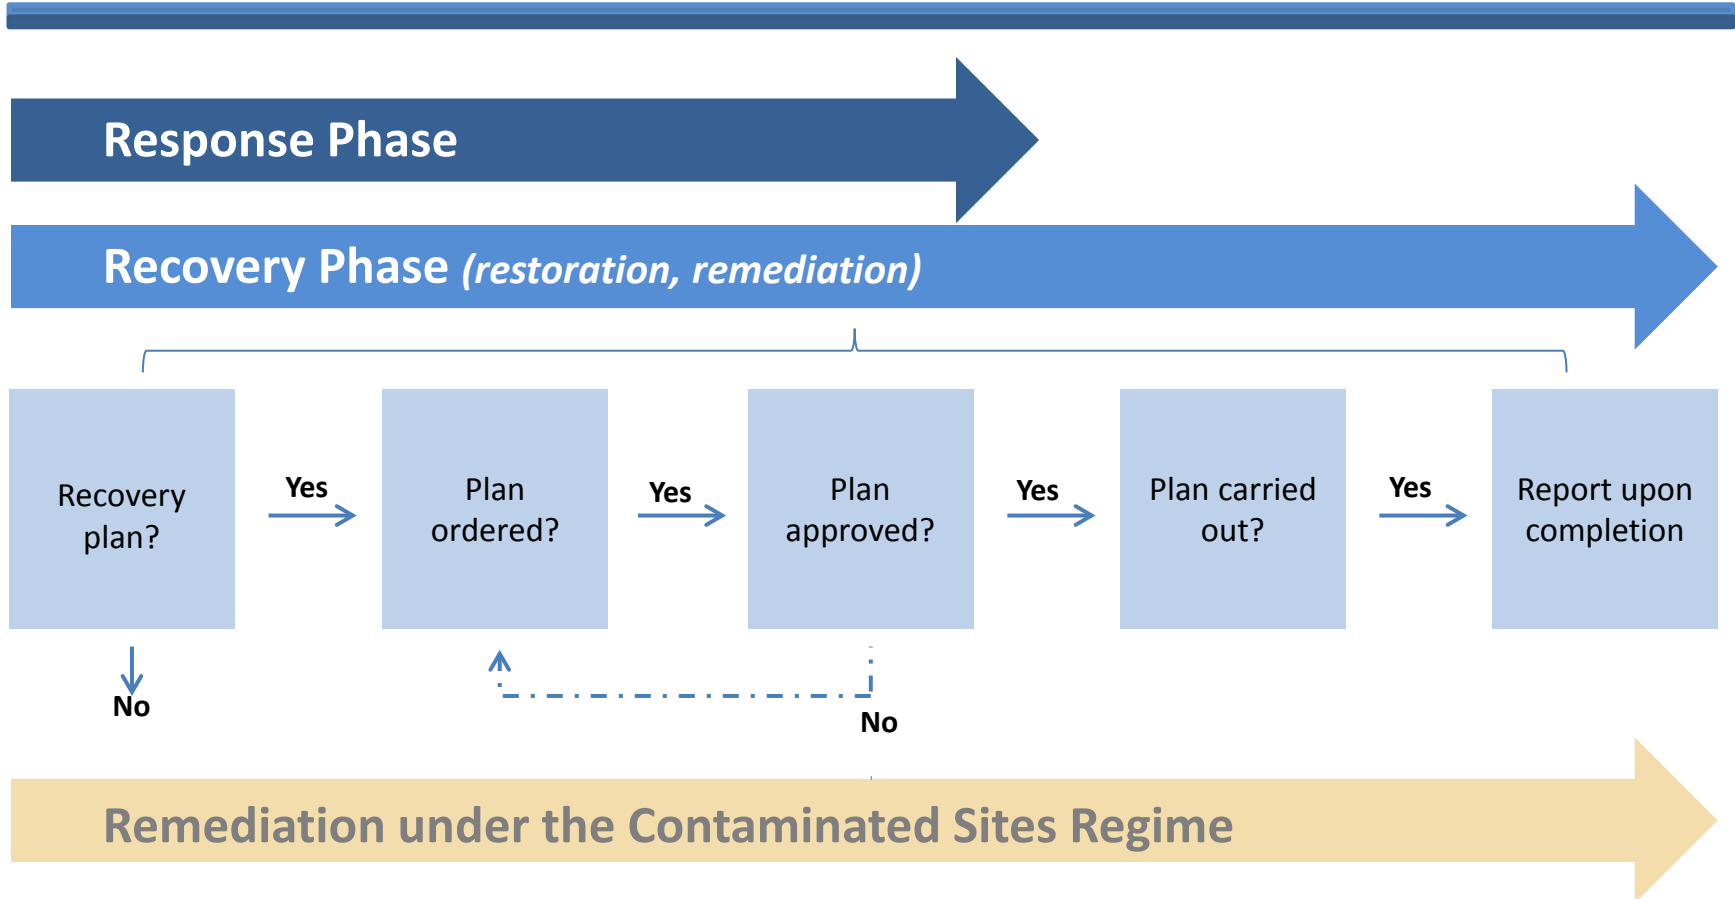 Response Phase
Recovery Phase (restoration, remediation)
Recovery
plan?
Yes
Plan
ordered?
Yes
Plan
approved?
Yes
Plan carried
out?
Yes
Report upon
completion
No
No
Remediation under the Contaminated Sites Regime